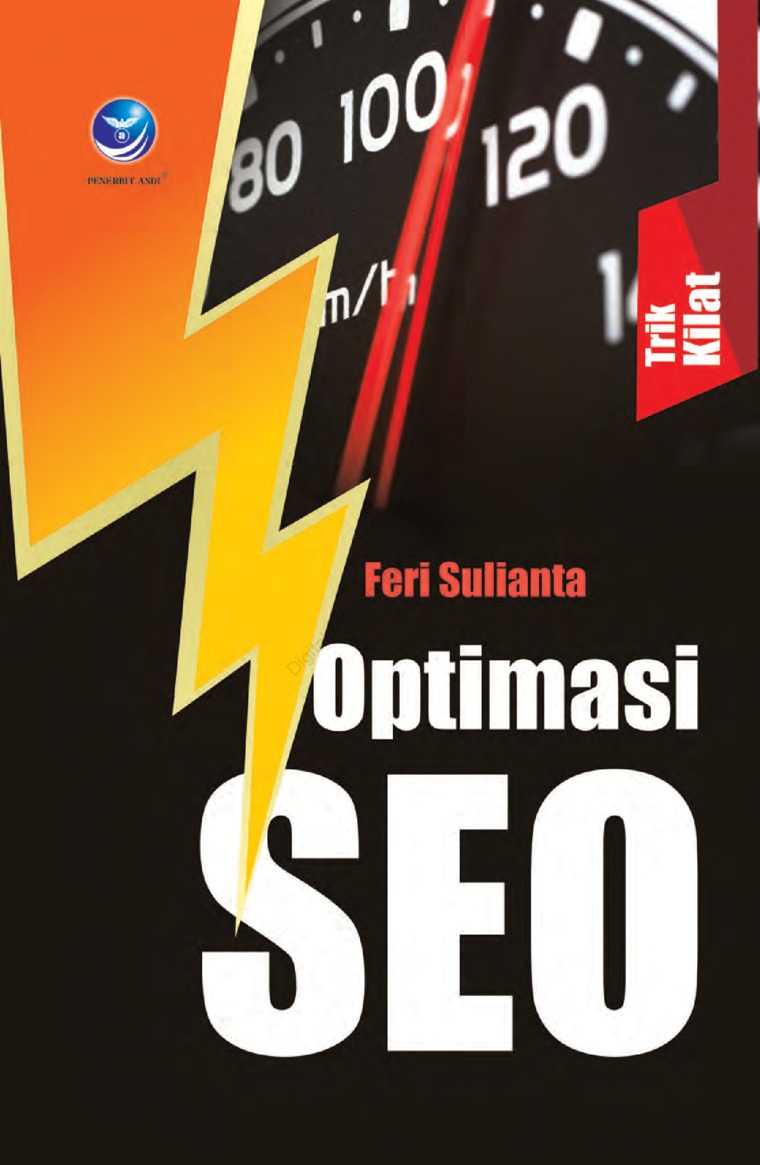 80
100
120
m/h
PENERBIT ANDI®
Trik
Kilat
Feri Sulianta
Optimasi
SEO